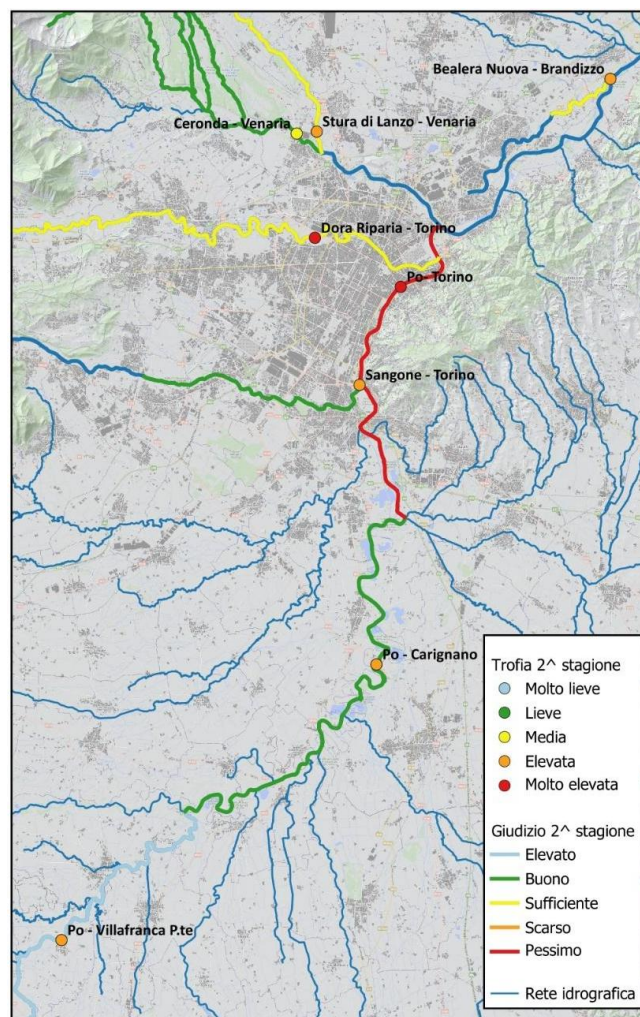 Bealera Nuova - Brandizzo
Ceronda - Venaria
Stura di Lanzo - Venaria
Dora Riparia - Torino
Po- Torino
Sangone - Torino
Po - Carignano
Po - Villafranca P.te
Trofia 2^ stagione
Molto lieve
Lieve
Media
Elevata
Molto elevata
Giudizio 2^ stagione
Elevato
Buono
Sufficiente
Scarso
Pessimo
Rete idrografica